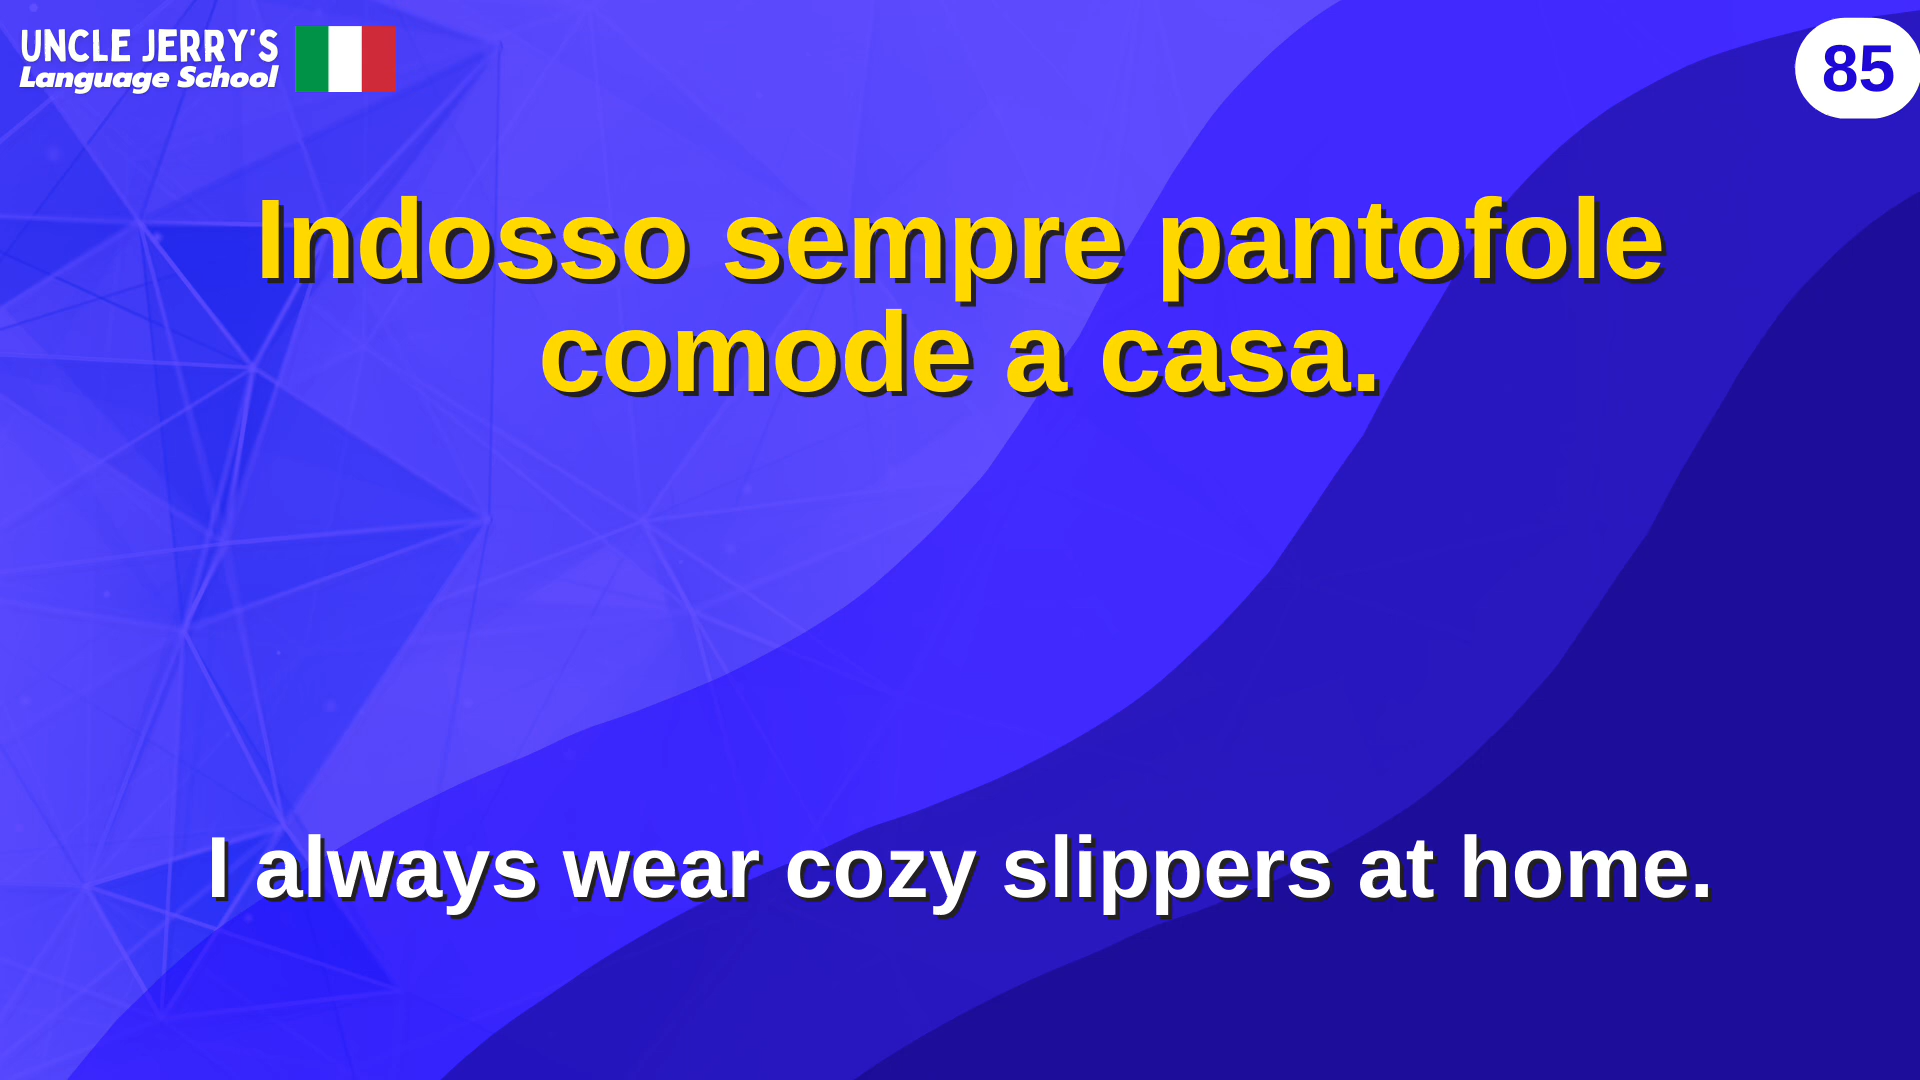 UNCLE JERRY'S
Language School
85
Indosso sempre pantofole
comode a casa.
I always wear cozy slippers at home.